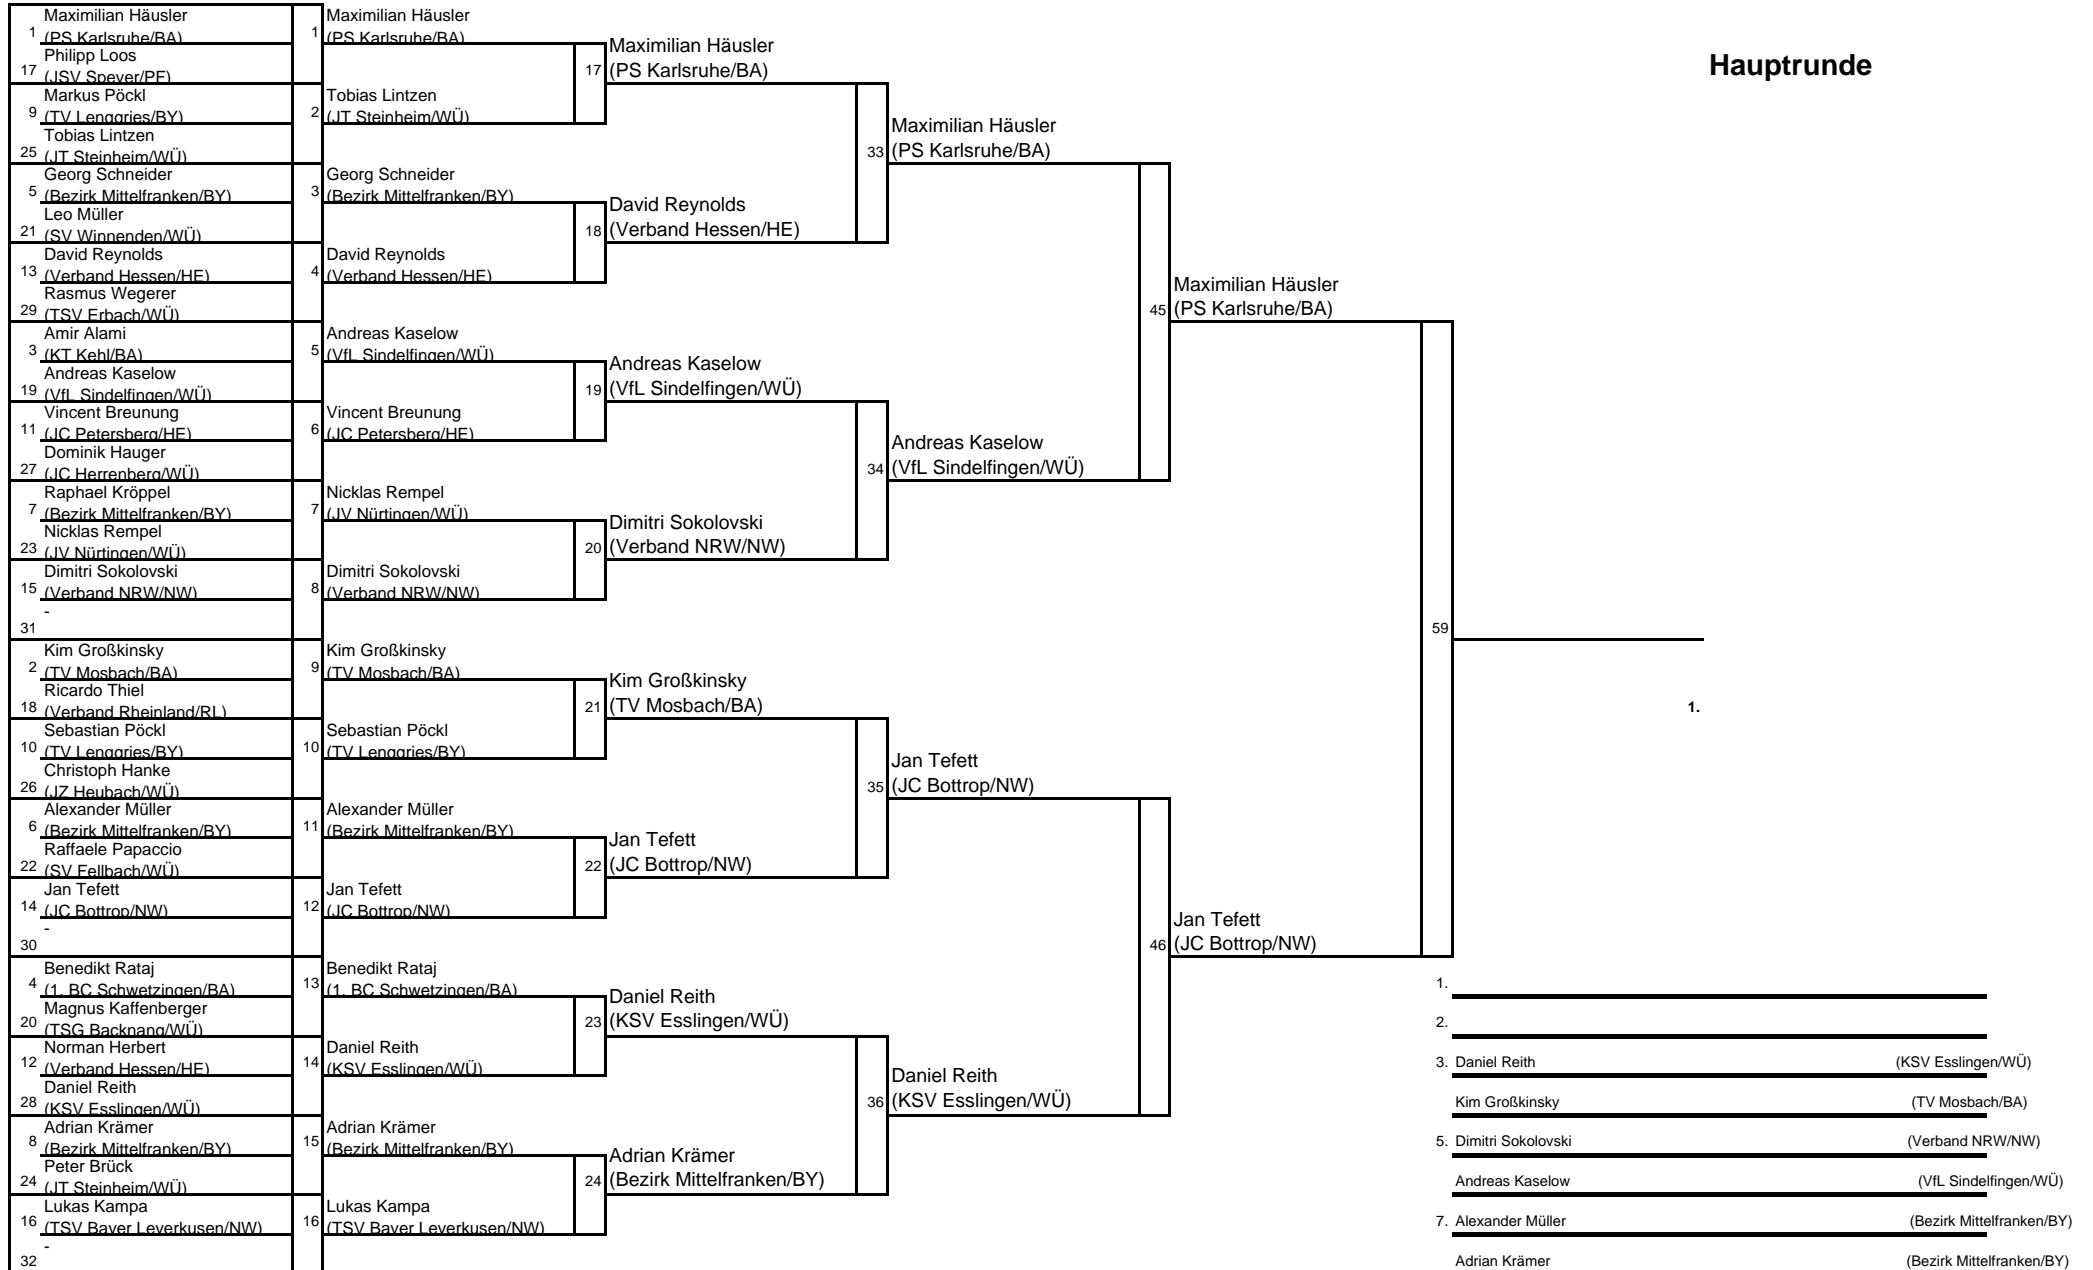 Hauptrunde
1
Maximilian Häusler
(PS Karlsruhe/BA)
17
Philipp Loos
(JSV Speyer/PF)
9
Markus Pöckl
(TV Lenggries/BY)
25
Tobias Lintzen
(JT Steinheim/WÜ)
5
Georg Schneider
(Bezirk Mittelfranken/BY)
21
Leo Müller
(SV Winnenden/WÜ)
13
David Reynolds
(Verband Hessen/HE)
29
Rasmus Wegerer
(TSV Erbach/WÜ)
3
Amir Alami
(KT Kehl/BA)
19
Andreas Kaselow
(VfL Sindelfingen/WÜ)
11
Vincent Breunung
(JC Petersberg/HE)
27
Dominik Hauger
(JC Herrenberg/WÜ)
7
Raphael Kröppel
(Bezirk Mittelfranken/BY)
23
Nicklas Rempel
(JV Nürtingen/WÜ)
15
Dimitri Sokolovski
(Verband NRW/NW)
-
31
2
Kim Großkinsky
(TV Mosbach/BA)
18
Ricardo Thiel
(Verband Rheinland/RL)
10
Sebastian Pöckl
(TV Lenggries/BY)
26
Christoph Hanke
(JZ Heubach/WÜ)
6
Alexander Müller
(Bezirk Mittelfranken/BY)
22
Raffaele Papaccio
(SV Fellbach/WÜ)
14
Jan Tefett
(JC Bottrop/NW)
-
30
4
Benedikt Rataj
(1. BC Schwetzingen/BA)
20
Magnus Kaffenberger
(TSG Backnang/WÜ)
12
Norman Herbert
(Verband Hessen/HE)
28
Daniel Reith
(KSV Esslingen/WÜ)
8
Adrian Krämer
(Bezirk Mittelfranken/BY)
24
Peter Brück
(JT Steinheim/WÜ)
16
Lukas Kampa
(TSV Bayer Leverkusen/NW)
-
32
1
Maximilian Häusler
(PS Karlsruhe/BA)
2
Tobias Lintzen
(JT Steinheim/WÜ)
3
Georg Schneider
(Bezirk Mittelfranken/BY)
4
David Reynolds
(Verband Hessen/HE)
5
Andreas Kaselow
(VfL Sindelfingen/WÜ)
6
Vincent Breunung
(JC Petersberg/HE)
7
Nicklas Rempel
(JV Nürtingen/WÜ)
8
Dimitri Sokolovski
(Verband NRW/NW)
9
Kim Großkinsky
(TV Mosbach/BA)
10
Sebastian Pöckl
(TV Lenggries/BY)
11
Alexander Müller
(Bezirk Mittelfranken/BY)
12
Jan Tefett
(JC Bottrop/NW)
13
Benedikt Rataj
(1. BC Schwetzingen/BA)
14
Daniel Reith
(KSV Esslingen/WÜ)
15
Adrian Krämer
(Bezirk Mittelfranken/BY)
16
Lukas Kampa
(TSV Bayer Leverkusen/NW)
17
Maximilian Häusler
(PS Karlsruhe/BA)
18
David Reynolds
(Verband Hessen/HE)
19
Andreas Kaselow
(VfL Sindelfingen/WÜ)
20
Dimitri Sokolovski
(Verband NRW/NW)
21
Kim Großkinsky
(TV Mosbach/BA)
22
Jan Tefett
(JC Bottrop/NW)
23
Daniel Reith
(KSV Esslingen/WÜ)
24
Adrian Krämer
(Bezirk Mittelfranken/BY)
33
Maximilian Häusler
(PS Karlsruhe/BA)
34
Andreas Kaselow
(VfL Sindelfingen/WÜ)
35
Jan Tefett
(JC Bottrop/NW)
36
Daniel Reith
(KSV Esslingen/WÜ)
45
Maximilian Häusler
(PS Karlsruhe/BA)
46
Jan Tefett
(JC Bottrop/NW)
59
1.
1.
2.
3. Daniel Reith (KSV Esslingen/WÜ)
Kim Großkinsky (TV Mosbach/BA)
5. Dimitri Sokolovski (Verband NRW/NW)
Andreas Kaselow (VfL Sindelfingen/WÜ)
7. Alexander Müller (Bezirk Mittelfranken/BY)
Adrian Krämer (Bezirk Mittelfranken/BY)